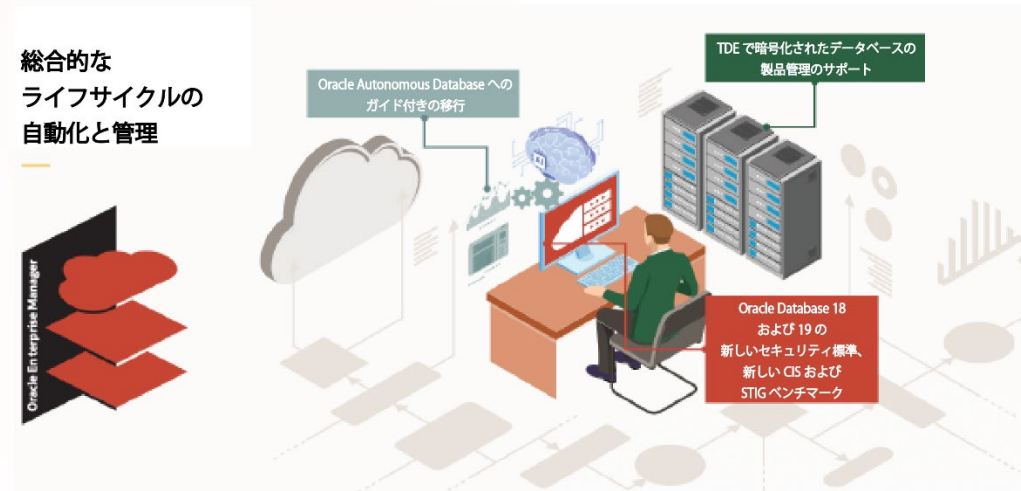 総合的な
ライフサイクルの
自動化と管理
Oracle Autonomous Database への
ガイド付きの移行
TDE で暗号化されたデータベースの
製品管理のサポート
AI
Oracle Enterprise Manager
Oracle Database 18
および 19 の
新しいセキュリティ標準、
新しい CIS および
STIG ベンチマーク